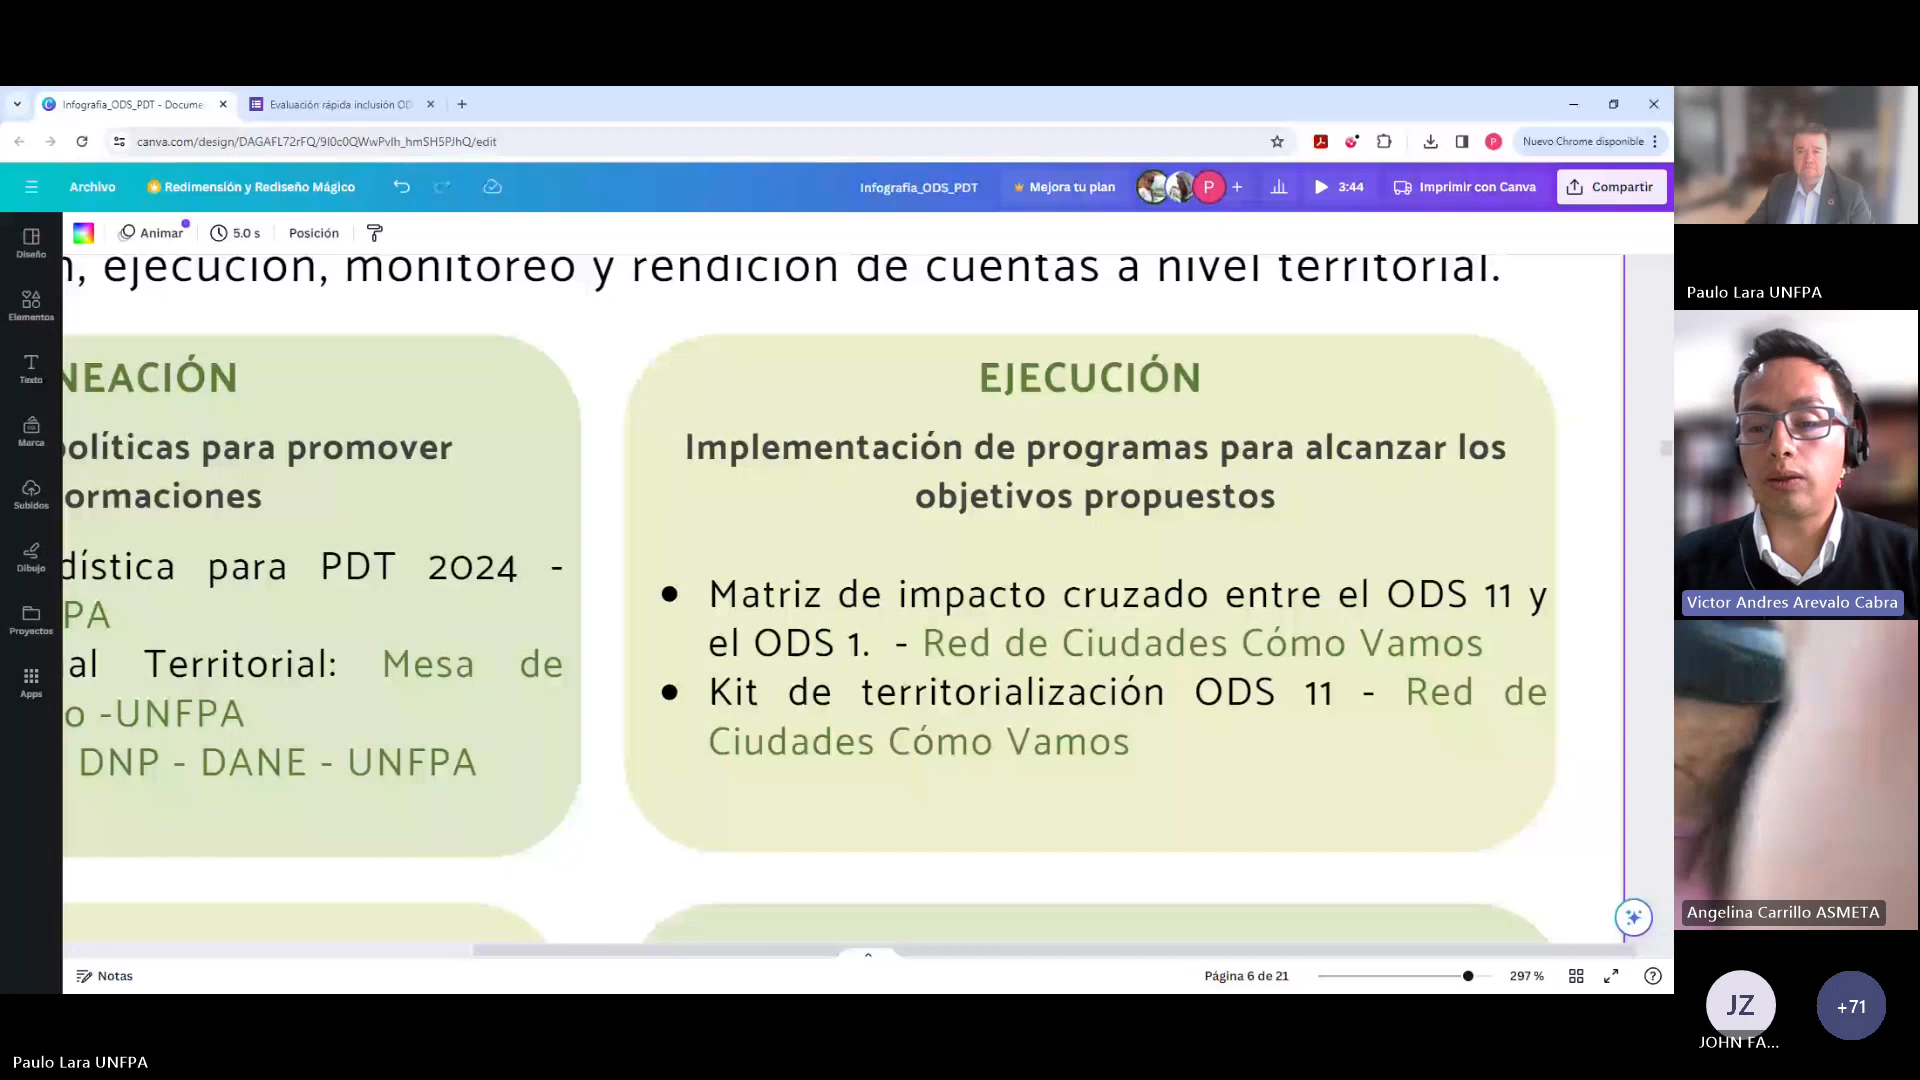 Infografia_ODS_PDT - Docume
Evaluación rápida inclusión OD
canva.com/design/DAGAFL72rFQ/9I0c0QWwPvIh_hmSH5PJhQ/edit
Nuevo Chrome disponible
Archivo
Redimensión y Rediseño Mágico
Infografia_ODS_PDT
Mejora tu plan
P
3:44
Imprimir con Canva
Compartir
Animar
5.0 s
Posición
Diseño
Elementos
Texto
Marca
Subidos
Dibujo
Proyectos
Apps
n, ejecución, monitoreo y rendición de cuentas a nivel territorial.
NEACIÓN
políticas para promover
ormaciones
dística para PDT 2024 -
PA
al Territorial: Mesa de
o -UNFPA
DNP - DANE - UNFPA
EJECUCIÓN
Implementación de programas para alcanzar los
objetivos propuestos
Matriz de impacto cruzado entre el ODS 11 y
el ODS 1. - Red de Ciudades Cómo Vamos
Kit de territorialización ODS 11 - Red de
Ciudades Cómo Vamos
Notas
Página 6 de 21
297 %
Paulo Lara UNFPA
Victor Andres Arevalo Cabra
Angelina Carrillo ASMETA
JZ
JOHN FA...
+71
Paulo Lara UNFPA